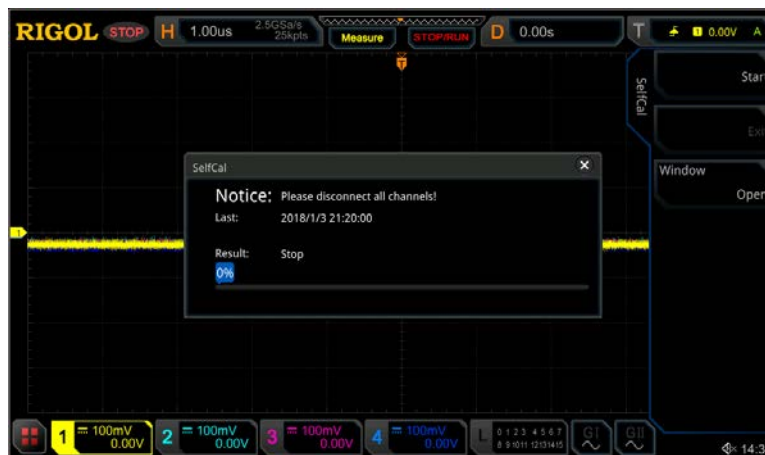 RIGOL STOP H 1.00us 2.5GSa/s 25kpts Measure STOP/RUN D 0.00s T 1 0.00V A
T
SelfCal
Star
Exi
Window
Open
SelfCal
Notice: Please disconnect all channels!
Last: 2018/1/3 21:20:00
Result: Stop
0%
1
1 100mV 0.00V 2 100mV 0.00V 3 100mV 0.00V 4 100mV 0.00V L 0 1 2 3 4 5 6 7 8 9 10 11 12 13 14 15 GI GII
14:3